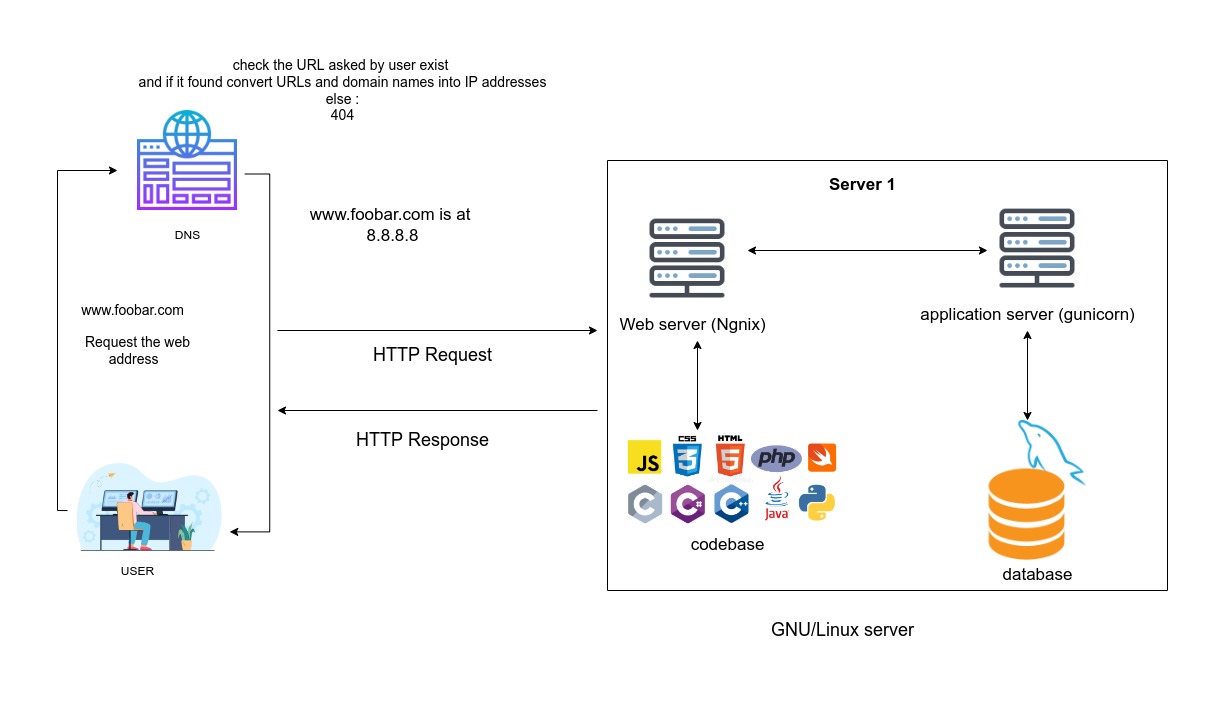 check the URL asked by user exist
and if it found convert URLs and domain names into IP addresses
else :
404
DNS
www.foobar.com is at
8.8.8.8
www.foobar.com
Request the web
address
HTTP Request
HTTP Response
USER
Server 1
Web server (Ngnix)
application server (gunicorn)
JS
CSS
3
HTML
5
php
C
C#
C++
Java
codebase
database
GNU/Linux server